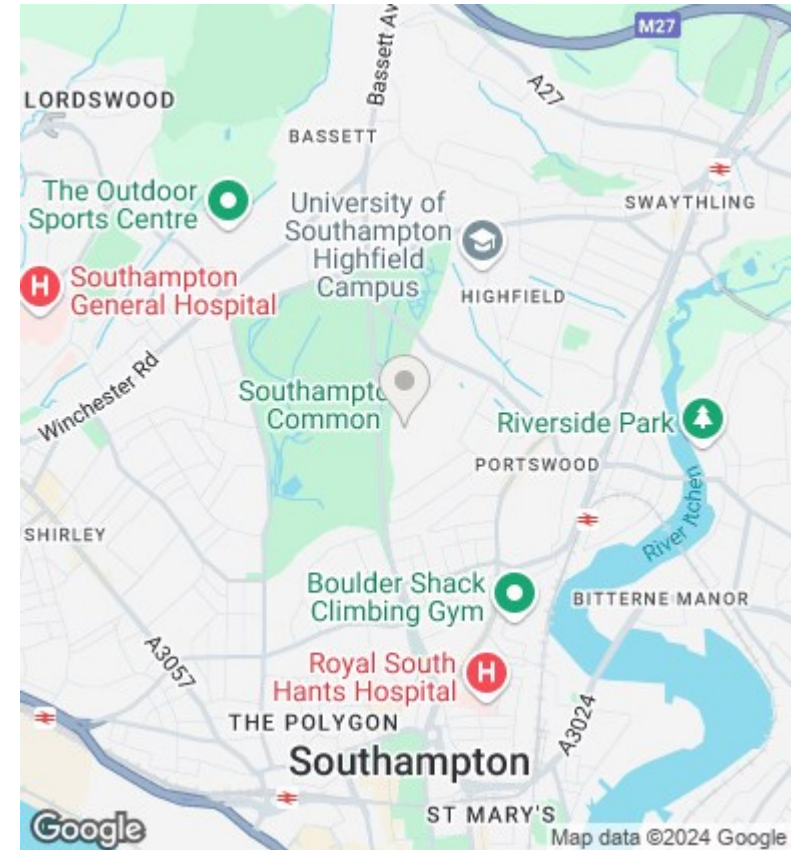 M27
Bassett Av
A27
LORDSWOOD
BASSETT
The Outdoor
Sports Centre
University of
Southampton
Highfield
Campus
SWAYTHLING
Southampton
General Hospital
HIGHFIELD
Winchester Rd
Southampto
Common
Riverside Park
PORTSWOOD
River Itchen
SHIRLEY
Boulder Shack
Climbing Gym
BITTERNE MANOR
A3057
Royal South
Hants Hospital
A3024
THE POLYGON
Southampton
ST MARY'S
Google
Map data ©2024 Google